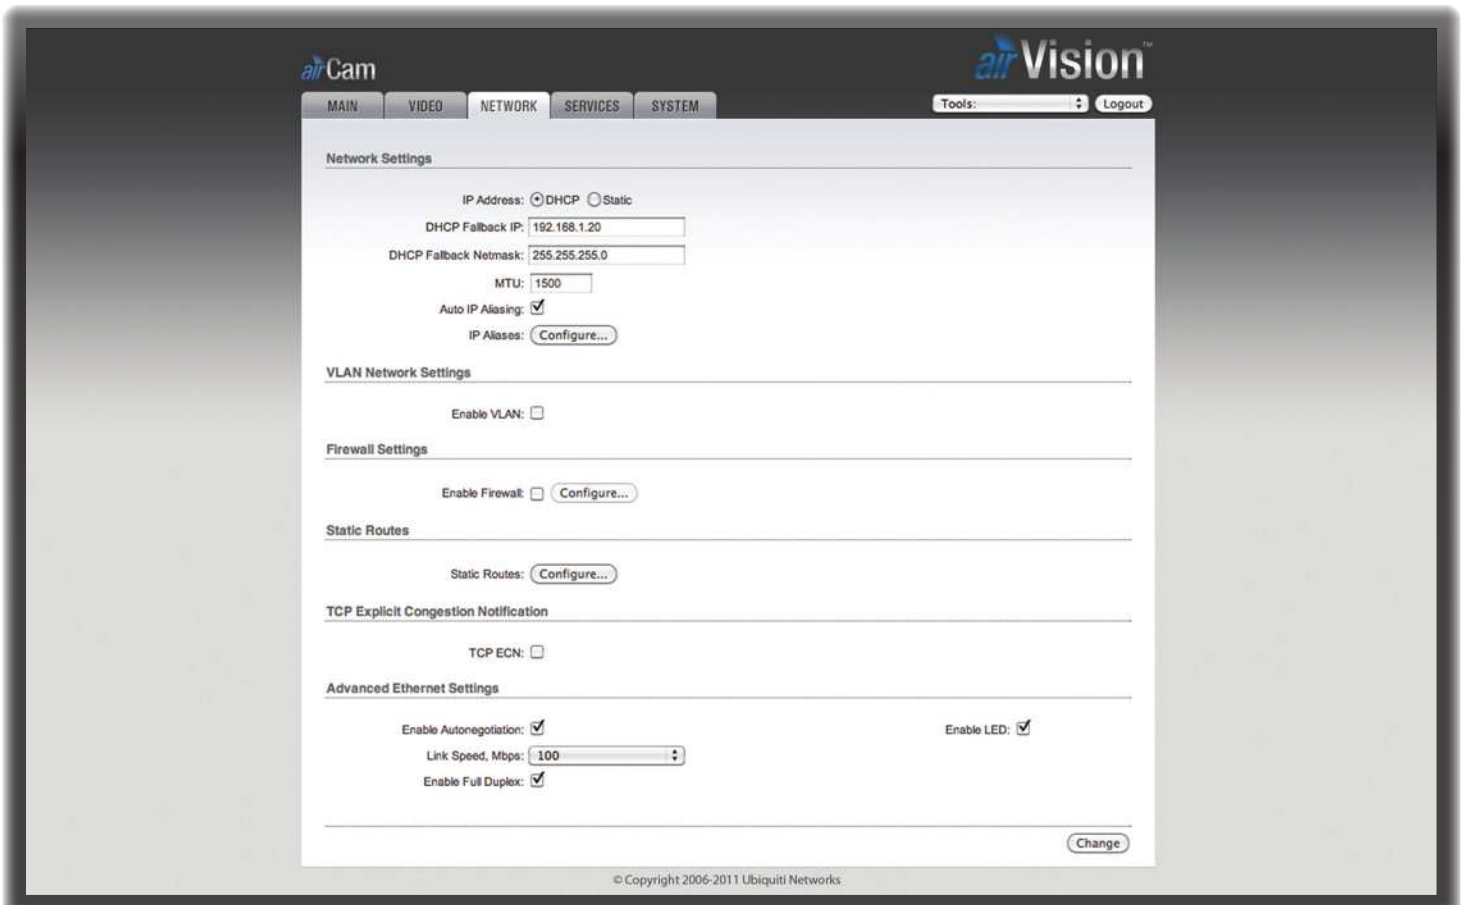 airCam
airVision™
MAIN VIDEO NETWORK SERVICES SYSTEM
Tools: Logout
Network Settings
IP Address: DHCP Static
DHCP Fallback IP: 192.168.1.20
DHCP Fallback Netmask: 255.255.255.0
MTU: 1500
Auto IP Aliasing:
IP Aliases: Configure...
VLAN Network Settings
Enable VLAN:
Firewall Settings
Enable Firewall: Configure...
Static Routes
Static Routes: Configure...
TCP Explicit Congestion Notification
TCP ECN:
Advanced Ethernet Settings
Enable Autonegotiation: Enable LED:
Link Speed, Mbps: 100
Enable Full Duplex:
Change
© Copyright 2006-2011 Ubiquiti Networks